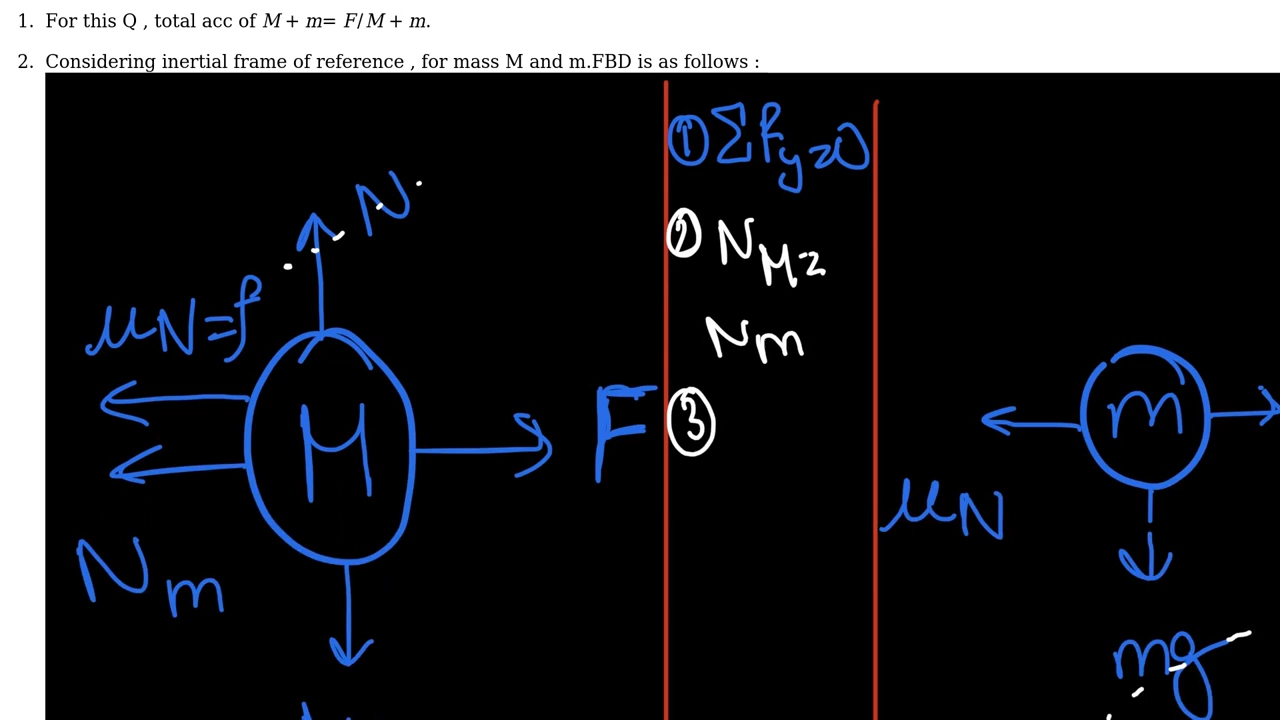 1. For this Q , total acc of M + m= F/M + m.
2. Considering inertial frame of reference , for mass M and m.FBD is as follows :
① ΣFy=0
N
② NM=
μN=f
Nm
F
③
M
m
μN
Nm
mg